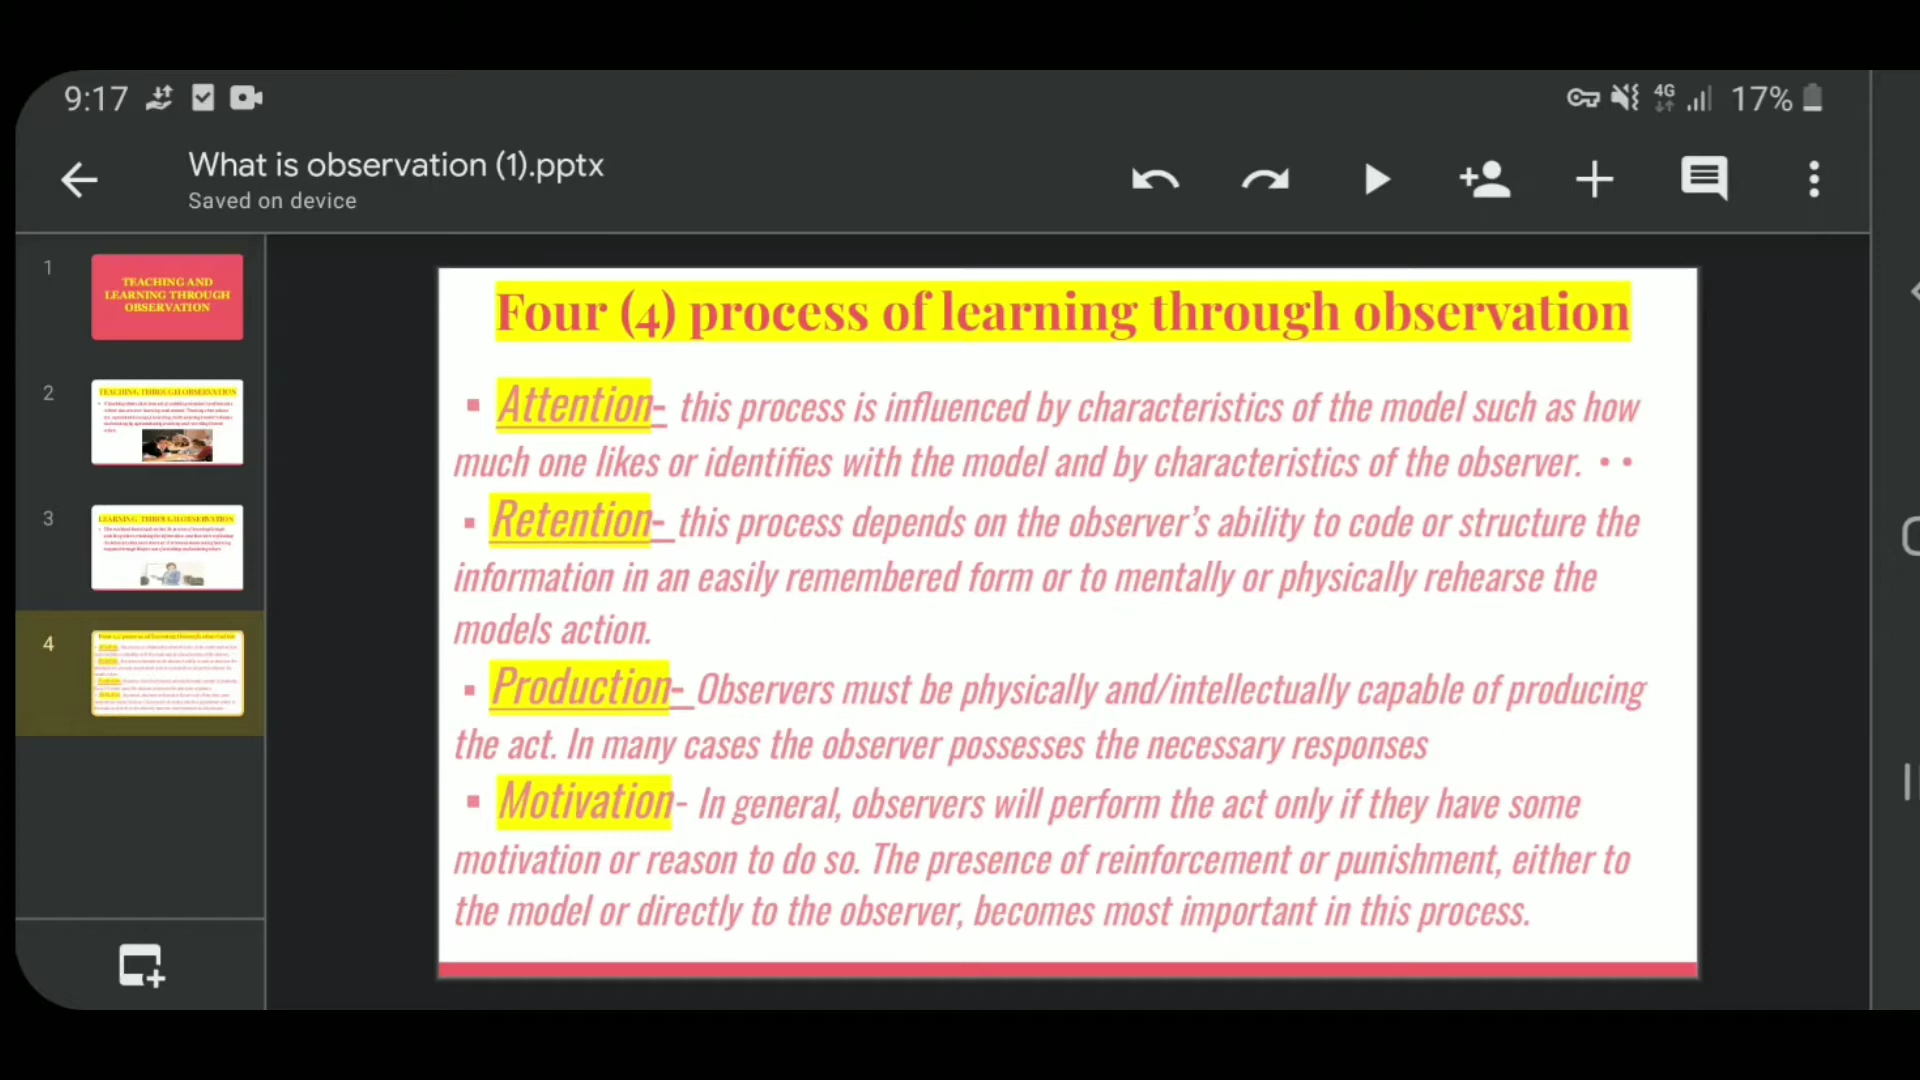 9:17
4G
17%
What is observation (1).pptx
Saved on device
1
TEACHING AND
LEARNING THROUGH
OBSERVATION
2
TEACHING THROUGH OBSERVATION
3
LEARNING THROUGH OBSERVATION
4
Four (4) process of learning through observation
▪ Attention- this process is influenced by characteristics of the model such as how
much one likes or identifies with the model and by characteristics of the observer. • •
▪ Retention- this process depends on the observer’s ability to code or structure the
information in an easily remembered form or to mentally or physically rehearse the
models action.
▪ Production- Observers must be physically and/intellectually capable of producing
the act. In many cases the observer possesses the necessary responses
▪ Motivation- In general, observers will perform the act only if they have some
motivation or reason to do so. The presence of reinforcement or punishment, either to
the model or directly to the observer, becomes most important in this process.